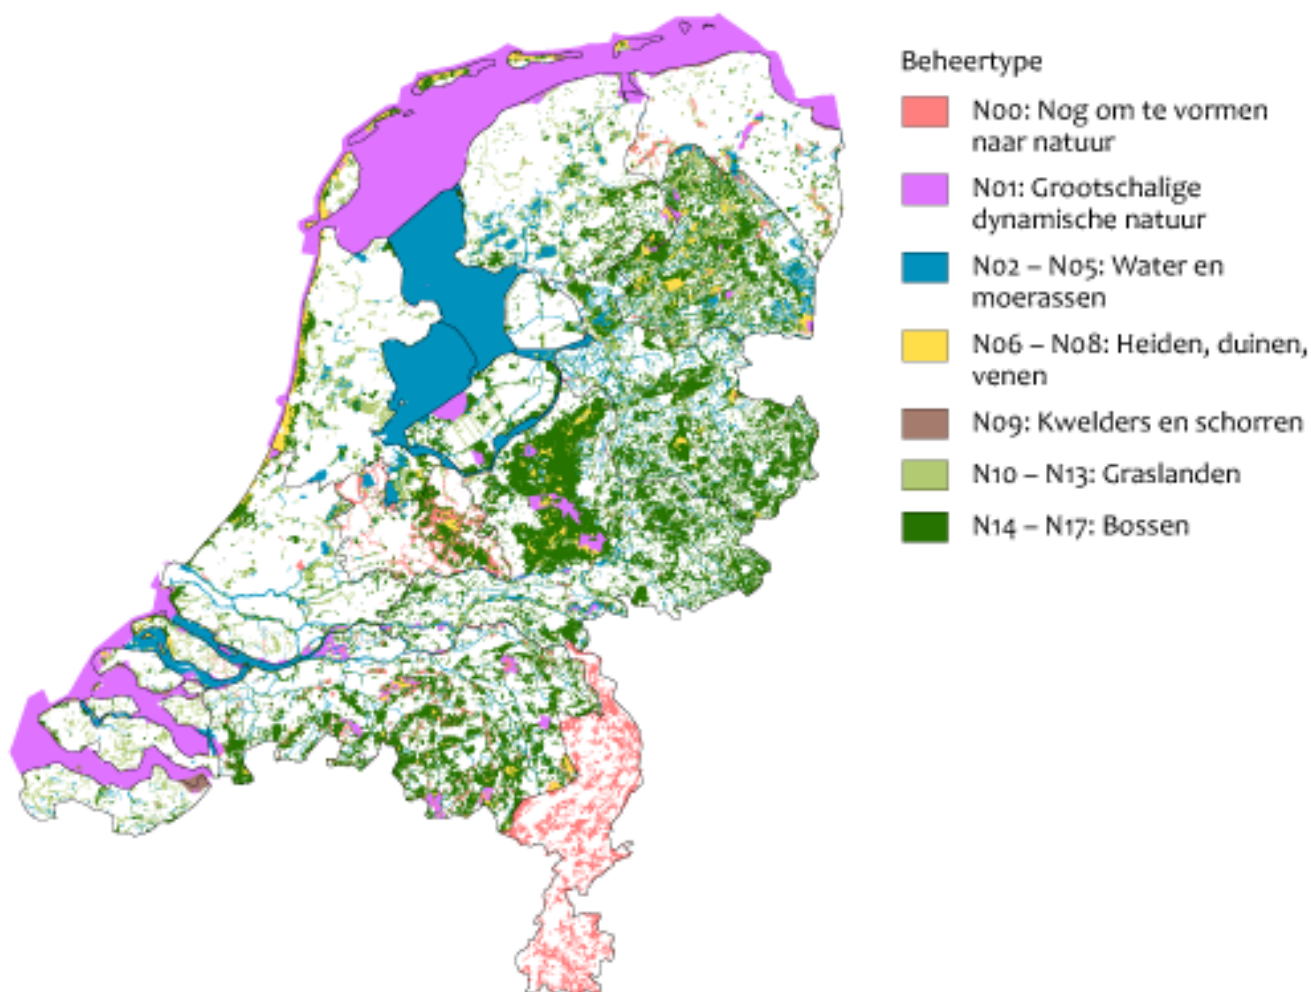 Beheertype
N00: Nog om te vormen
naar natuur
N01: Grootschalige
dynamische natuur
N02 – N05: Water en
moerassen
N06 – N08: Heiden, duinen,
venen
N09: Kwelders en schorren
N10 – N13: Graslanden
N14 – N17: Bossen